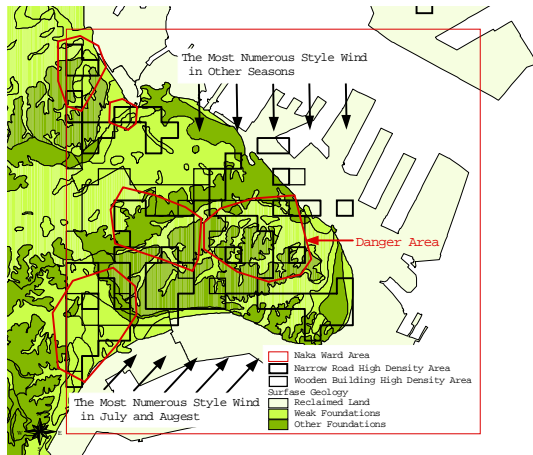 The Most Numerous Style Wind
in Other Seasons
Danger Area
Naka Ward Area
Narrow Road High Density Area
Wooden Building High Density Area
Surfase Geology
Reclaimed Land
Weak Foundations
Other Foundations
The Most Numerous Style Wind
in July and Augest
W E